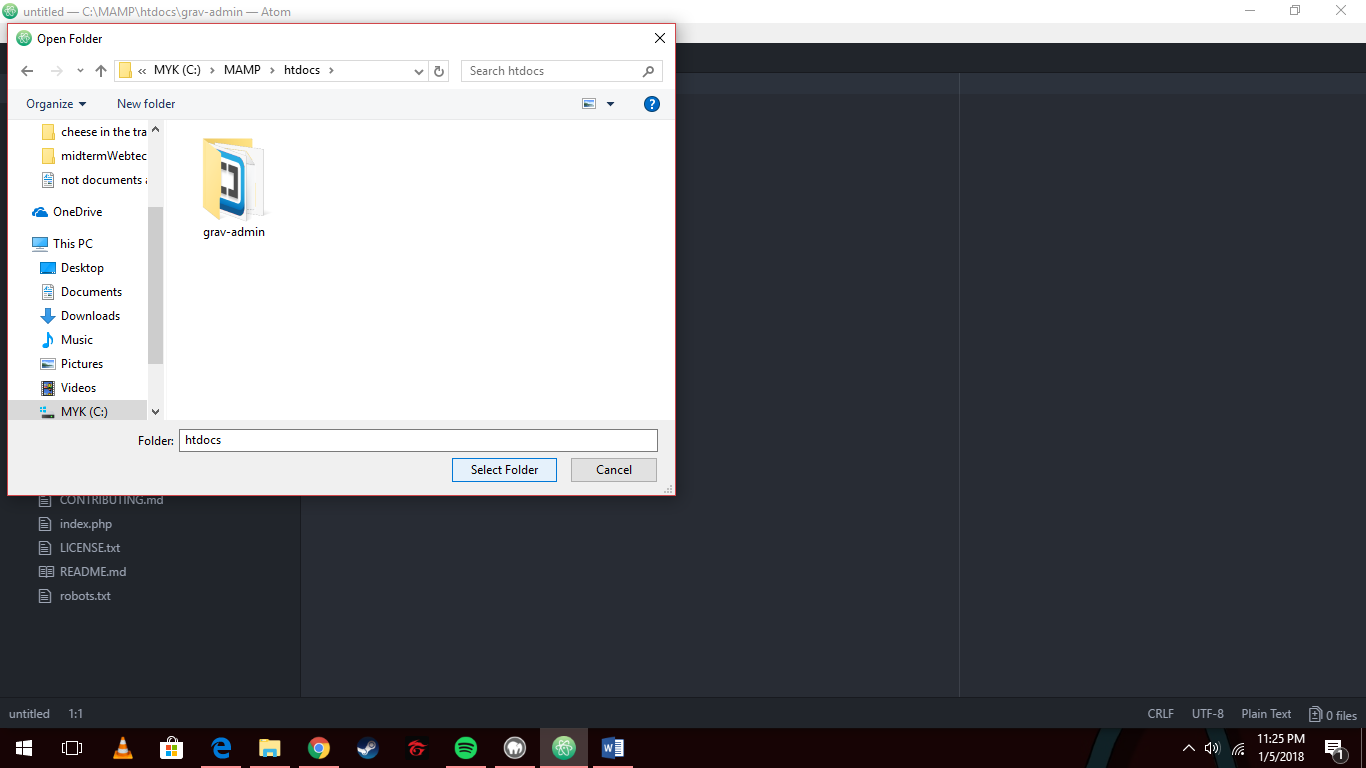 untitled — C:\MAMP\htdocs\grav-admin — Atom
Open Folder
« MYK (C:) > MAMP > htdocs >
Search htdocs
Organize
New folder
?
cheese in the tra
midtermWebtec
not documents a
OneDrive
This PC
Desktop
Documents
Downloads
Music
Pictures
Videos
MYK (C:)
grav-admin
Folder:
htdocs
Select Folder
Cancel
CONTRIBUTING.md
index.php
LICENSE.txt
README.md
robots.txt
untitled 1:1
CRLF UTF-8 Plain Text 0 files
11:25 PM
1/5/2018
1